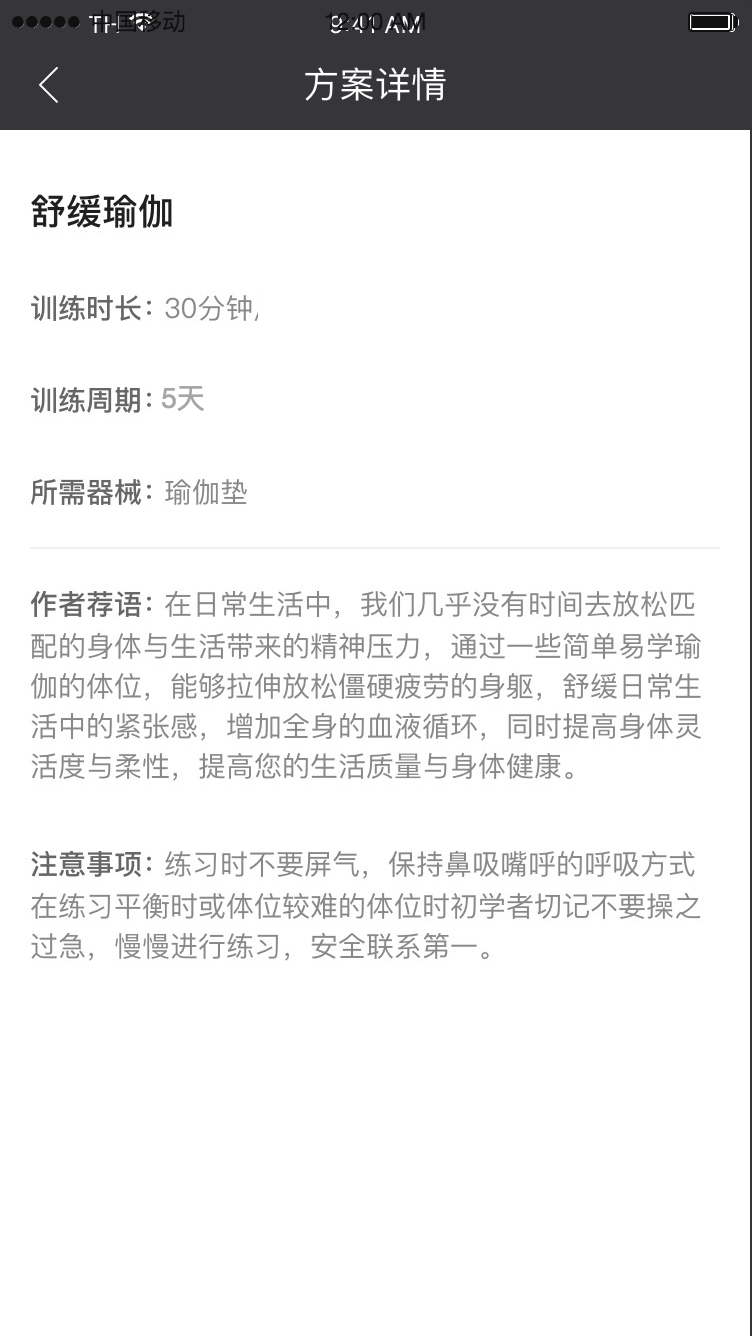 中国移动 9:41 AM
方案详情
舒缓瑜伽
训练时长：30分钟,
训练周期：5天
所需器械：瑜伽垫
作者荐语：在日常生活中，我们几乎没有时间去放松匹
配的身体与生活带来的精神压力，通过一些简单易学瑜
伽的体位，能够拉伸放松僵硬疲劳的身躯，舒缓日常生
活中的紧张感，增加全身的血液循环，同时提高身体灵
活度与柔性，提高您的生活质量与身体健康。
注意事项：练习时不要屏气，保持鼻吸嘴呼的呼吸方式
在练习平衡时或体位较难的体位时初学者切记不要操之
过急，慢慢进行练习，安全联系第一。